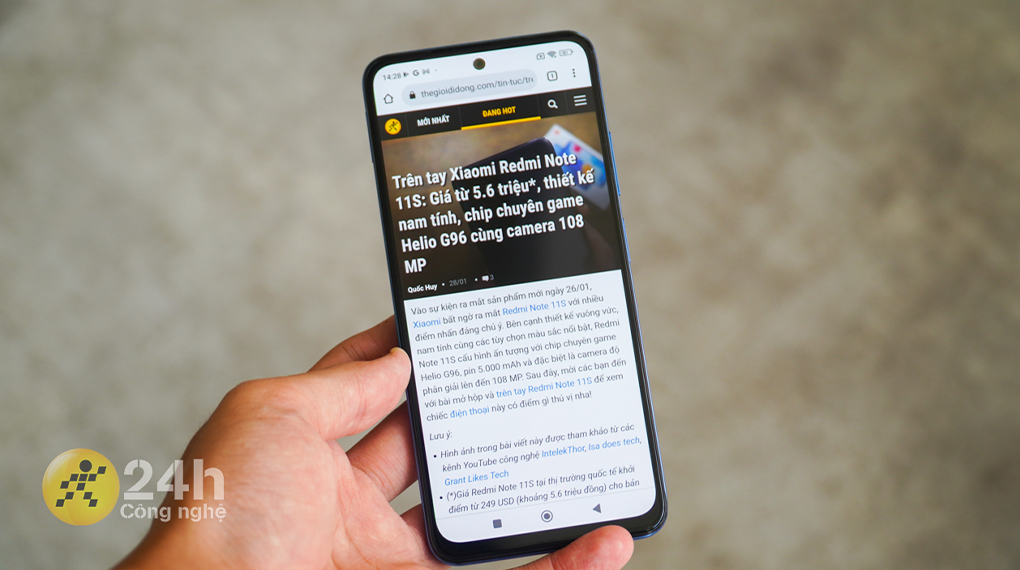 14:28
thegioididong.com/tin-tuc/tre
1
MỚI NHẤT
ĐANG HOT
Trên tay Xiaomi Redmi Note
11S: Giá từ 5.6 triệu*, thiết kế
nam tính, chip chuyên game
Helio G96 cùng camera 108
MP
Quốc Huy • 28/01 • 3
Vào sự kiện ra mắt sản phẩm mới ngày 26/01,
Xiaomi bất ngờ ra mắt Redmi Note 11S với nhiều
điểm nhấn đáng chú ý. Bên cạnh thiết kế vuông vức,
nam tính cùng các tùy chọn màu sắc nổi bật, Redmi
Note 11S cấu hình ấn tượng với chip chuyên game
Helio G96, pin 5.000 mAh và đặc biệt là camera độ
phân giải lên đến 108 MP. Sau đây, mời các bạn đến
với bài mở hộp và trên tay Redmi Note 11S để xem
chiếc điện thoại này có điểm gì thú vị nha!
Lưu ý:
• Hình ảnh trong bài viết này được tham khảo từ các
kênh YouTube công nghệ IntelekThor, Isa does tech,
Grant Likes Tech
• (*)Giá Redmi Note 11S tại thị trường quốc tế khởi
điểm từ 249 USD (khoảng 5.6 triệu đồng) cho bản
24h
Công nghệ